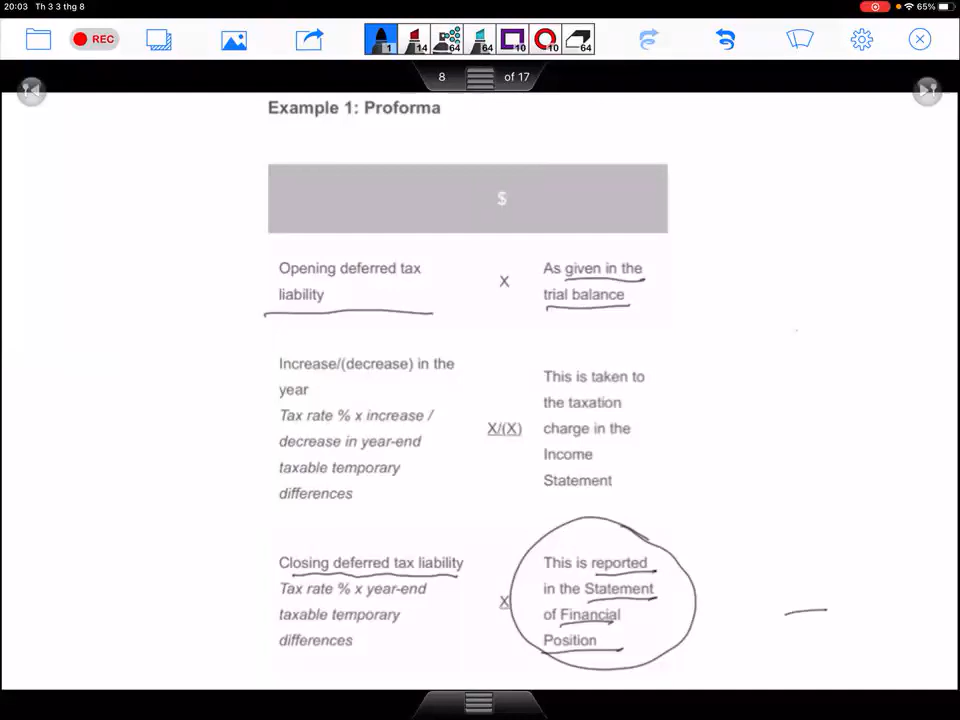 20:03 Th 3 3 thg 8
65%
REC
1
14
64
64
10
10
64
8 of 17
Example 1: Proforma
$
Opening deferred tax
liability
X
As given in the
trial balance
Increase/(decrease) in the
year
Tax rate % x increase /
decrease in year-end
taxable temporary
differences
X/(X)
This is taken to
the taxation
charge in the
Income
Statement
Closing deferred tax liability
Tax rate % x year-end
taxable temporary
differences
X
This is reported
in the Statement
of Financial
Position